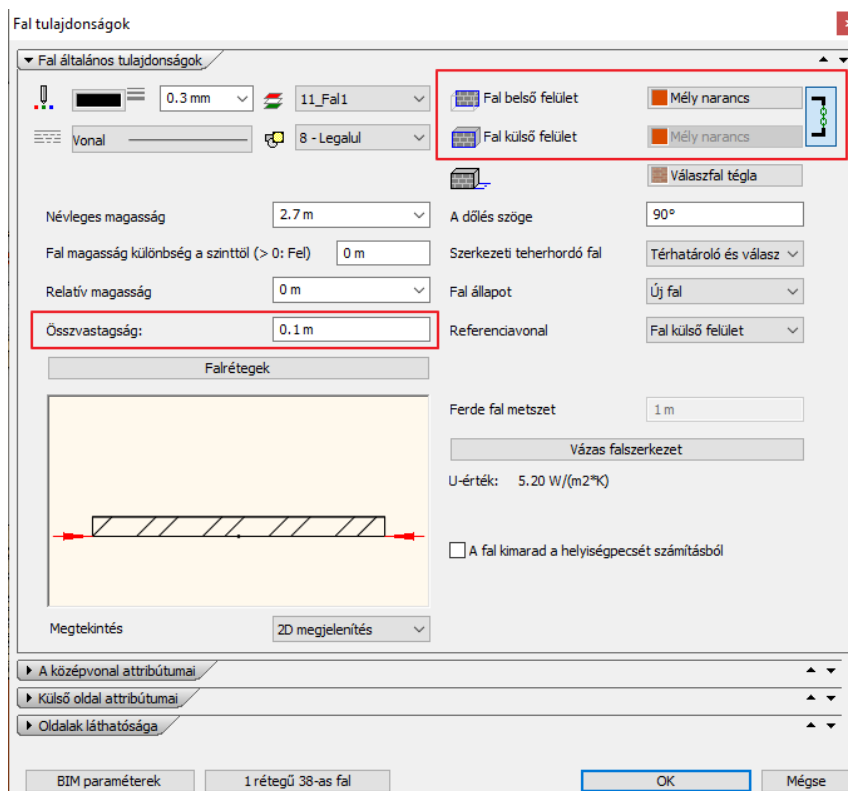 Fal tulajdonságok
Fal általános tulajdonságok
0.3 mm
11_Fal1
Vonal
8 - Legalul
Fal belső felület
Mély narancs
Fal külső felület
Mély narancs
Válaszfal tégla
Névleges magasság
2.7 m
A dőlés szöge
90°
Fal magasság különbség a szinttől (> 0: Fel)
0 m
Szerkezeti teherhordó fal
Térhatároló és válasz
Relatív magasság
0 m
Fal állapot
Új fal
Összvastagság:
0.1 m
Referenciavonal
Fal külső felület
Falrétegek
Ferde fal metszet
1 m
Vázas falszerkezet
U-érték: 5.20 W/(m2*K)
A fal kimarad a helyiségpecsét számításból
Megtekintés
2D megjelenítés
A középvonal attribútumai
Külső oldal attribútumai
Oldalak láthatósága
BIM paraméterek
1 rétegű 38-as fal
OK
Mégse